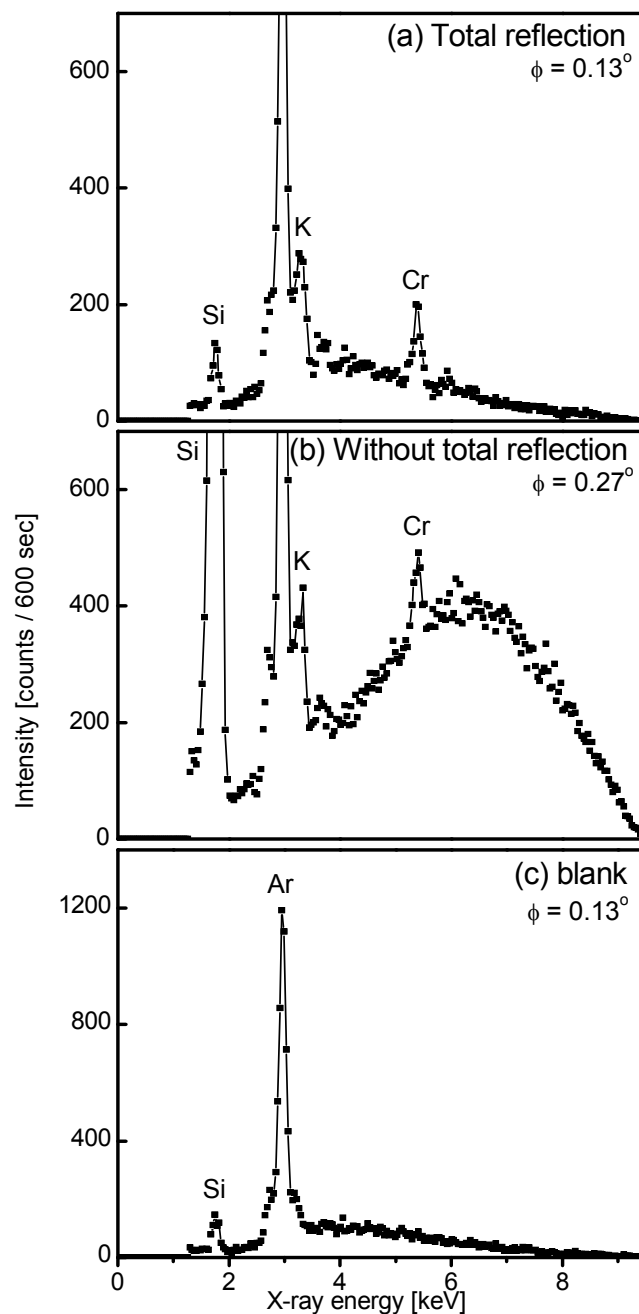 (a) Total reflection
ϕ = 0.13°
600
400
200
0
Si
K
Cr
(b) Without total reflection
ϕ = 0.27°
Si
K
Cr
600
400
200
0
Intensity [counts / 600 sec]
(c) blank
ϕ = 0.13°
Ar
Si
1200
800
400
0
0 2 4 6 8
X-ray energy [keV]